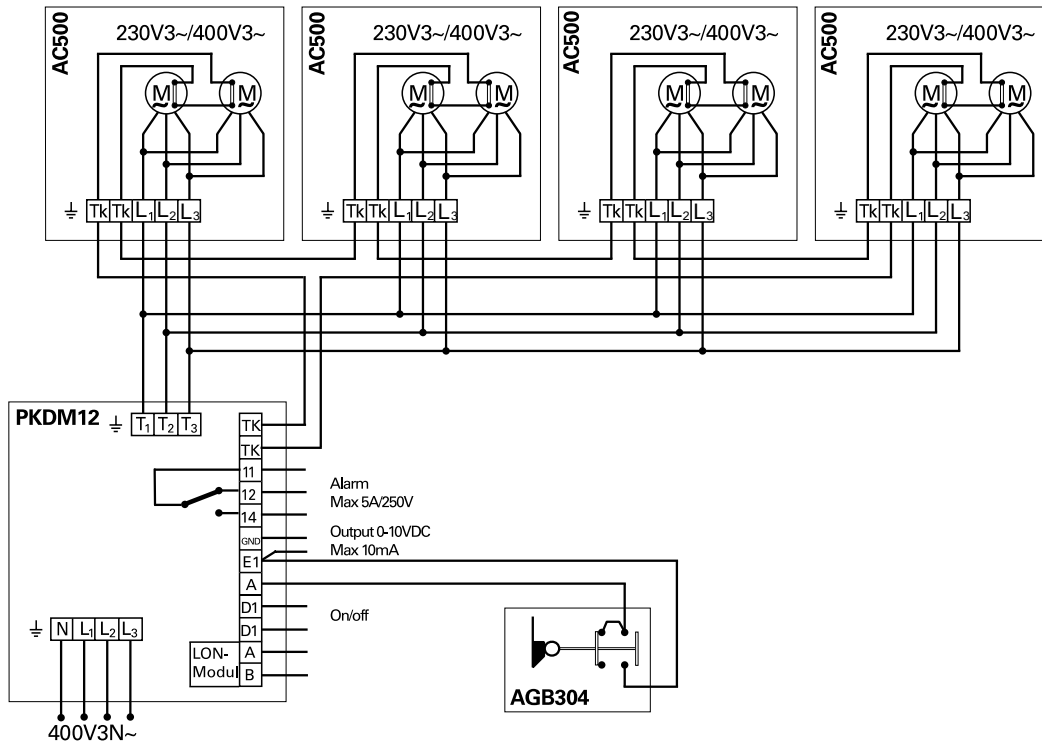 AC500
230V3~/400V3~
M
M
Tk Tk L1 L2 L3
AC500
230V3~/400V3~
M
M
Tk Tk L1 L2 L3
AC500
230V3~/400V3~
M
M
Tk Tk L1 L2 L3
AC500
230V3~/400V3~
M
M
Tk Tk L1 L2 L3
PKDM12
T1 T2 T3
TK
TK
11
12
14
GND
E1
A
D1
D1
A
B
Alarm
Max 5A/250V
Output 0-10VDC
Max 10mA
On/off
LON-
Modul
N L1 L2 L3
400V3N~
AGB304